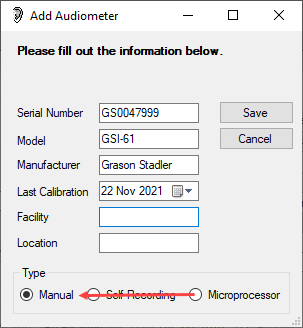 Add Audiometer
Please fill out the information below.
Serial Number GS0047999 Save
Model GSI-61 Cancel
Manufacturer Grason Stadler
Last Calibration 22 Nov 2021
Facility
Location
Type
Manual Self-Recording Microprocessor